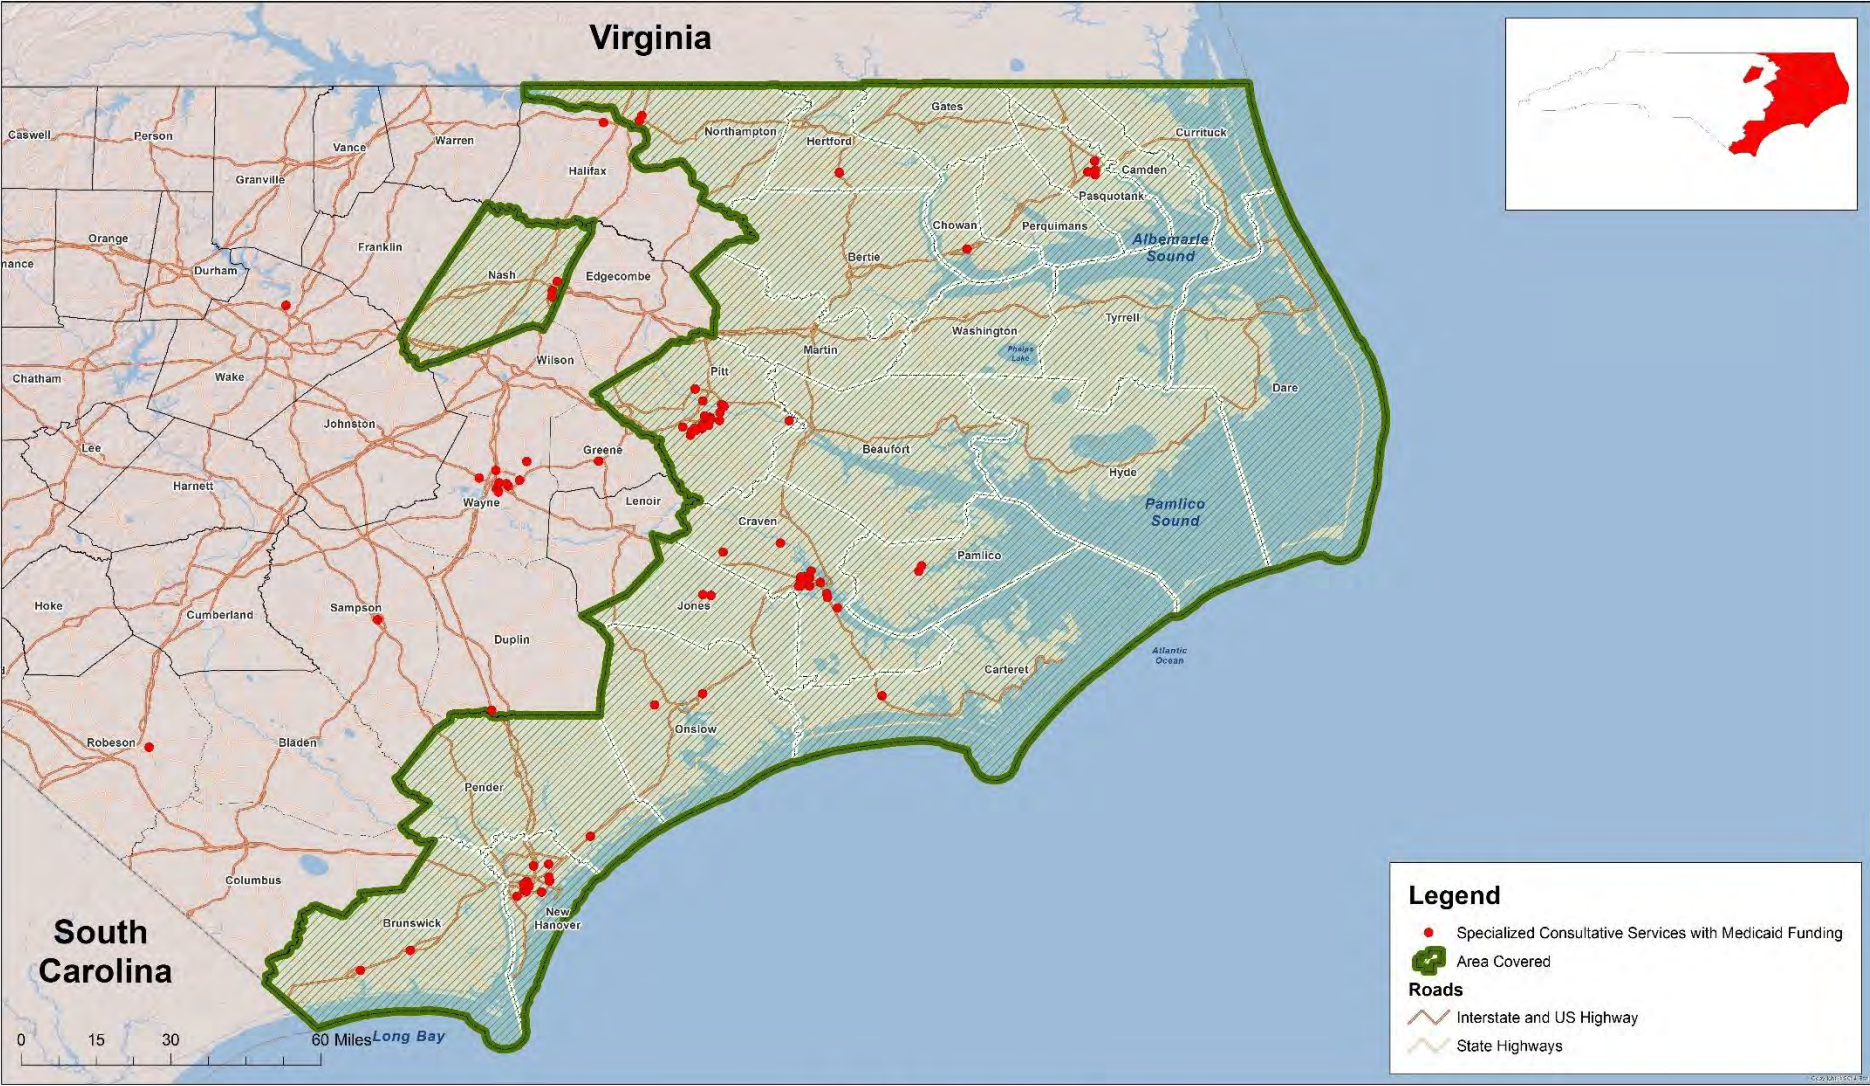 Virginia
Gates
Northampton
Currituck
Hertford
Caswell
Person
Warren
Vance
Halifax
Camden
Granville
Pasquotank
Chowan
Perquimans
Orange
Franklin
Albemarle
Sound
Bertie
Durham
Nash
Edgecombe
Tyrrell
Washington
Martin
Phelps
Lake
Wilson
Pitt
Chatham
Wake
Dare
Johnston
Lee
Greene
Beaufort
Hyde
Harnett
Wayne
Lenoir
Pamlico
Sound
Craven
Pamlico
Hoke
Cumberland
Sampson
Jones
Duplin
Atlantic
Ocean
Carteret
Onslow
Robeson
Bladen
Pender
Columbus
Brunswick
New
Hanover
South
Carolina
Long Bay
0 15 30 60 Miles
Legend
Specialized Consultative Services with Medicaid Funding
Area Covered
Roads
Interstate and US Highway
State Highways